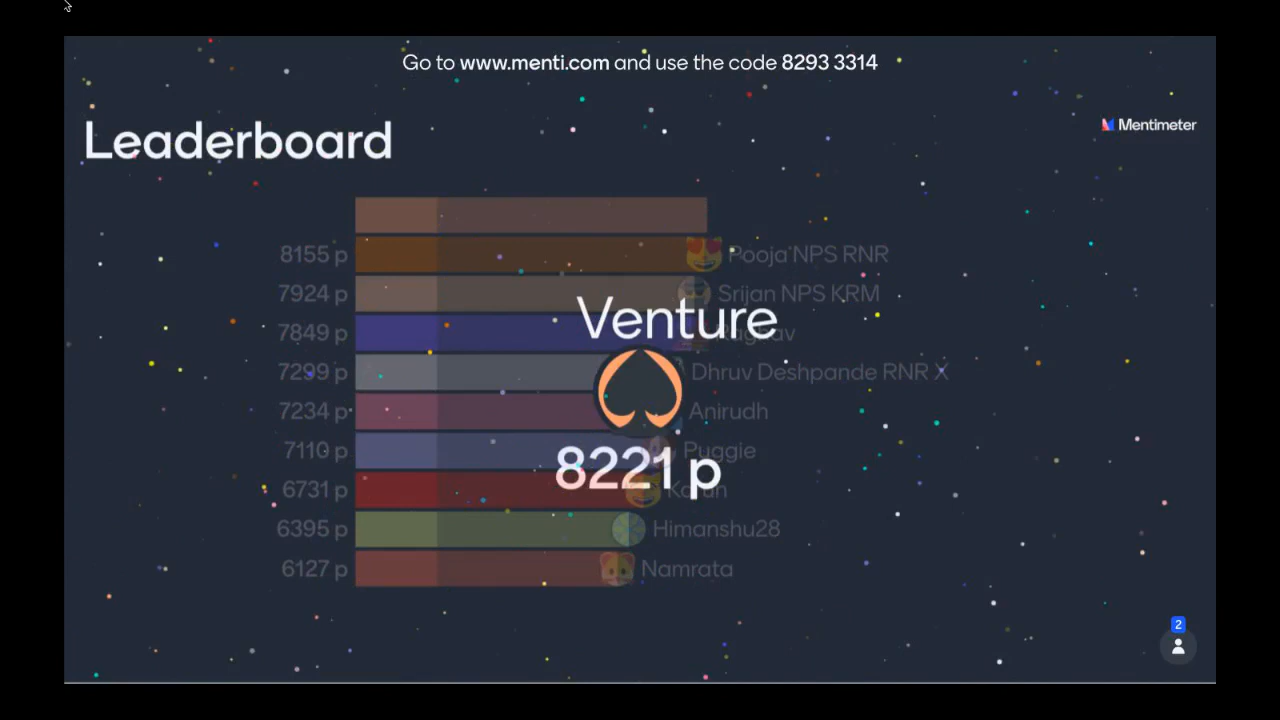 Go to www.menti.com and use the code 8293 3314
Leaderboard
Mentimeter
8155 p Pooja NPS RNR
7924 p Srijan NPS KRM
Venture
7849 p
7299 p Dhruv Deshpande RNR X
7234 p Anirudh
7110 p Puggie
8221 p
6731 p
6395 p Himanshu28
6127 p Namrata
2